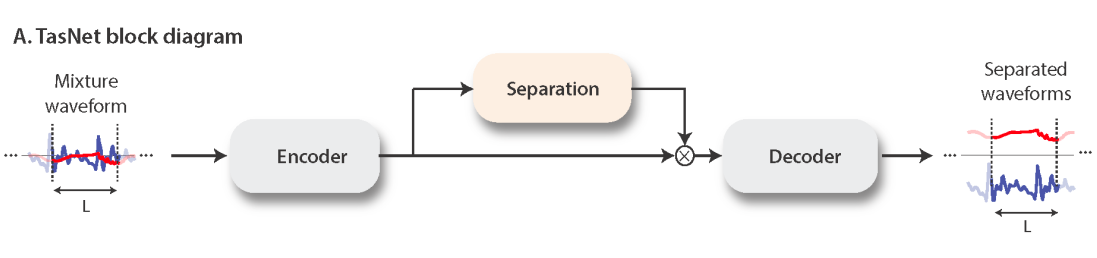 A. TasNet block diagram
Mixture
waveform
...
...
L
Encoder
Separation
Decoder
Separated
waveforms
...
...
L